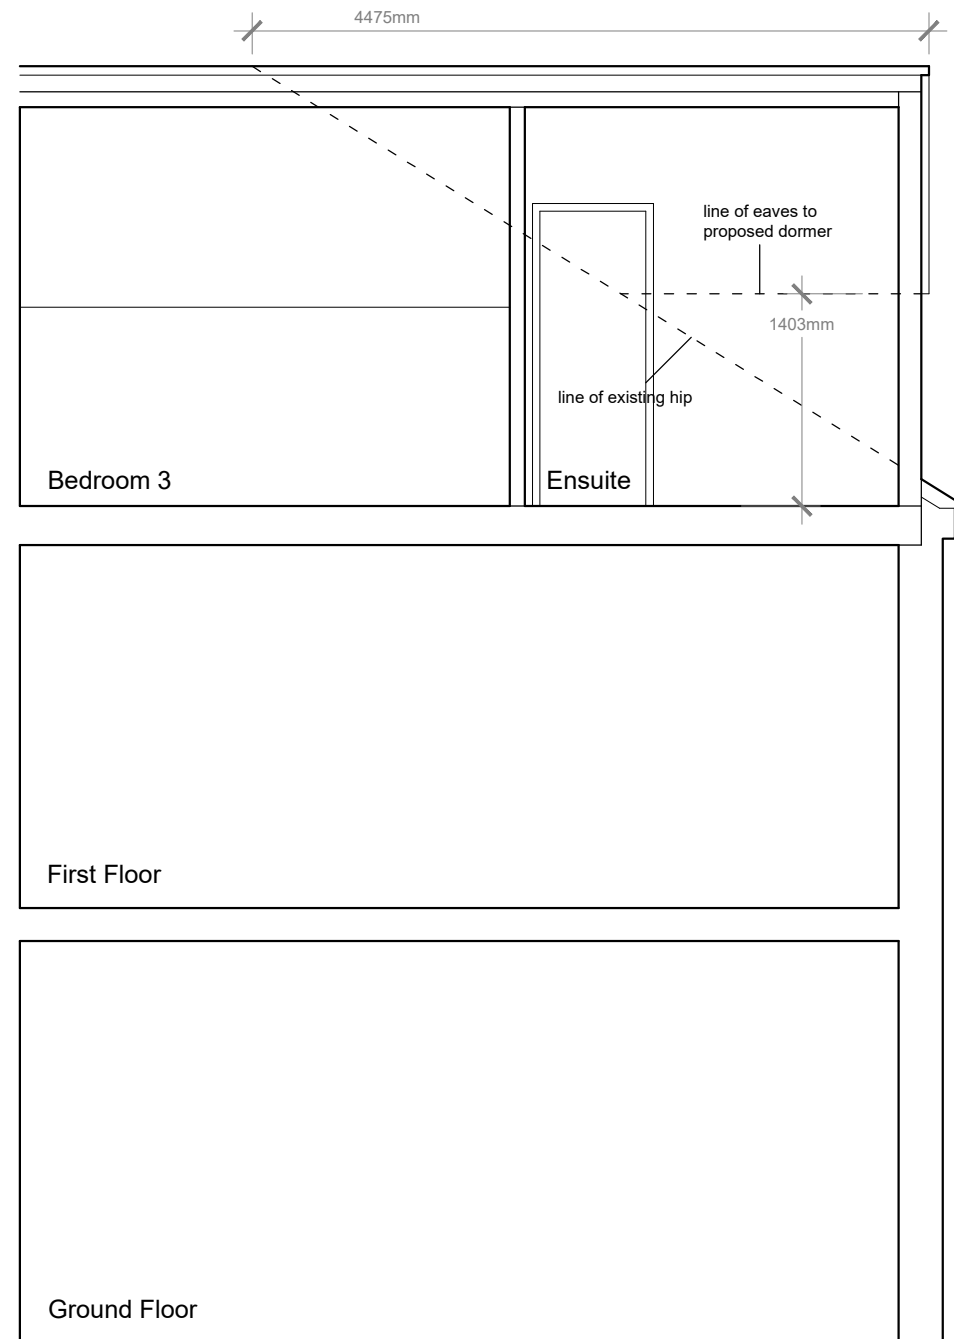 4475mm
line of eaves to
proposed dormer
1403mm
line of existing hip
Bedroom 3
Ensuite
First Floor
Ground Floor